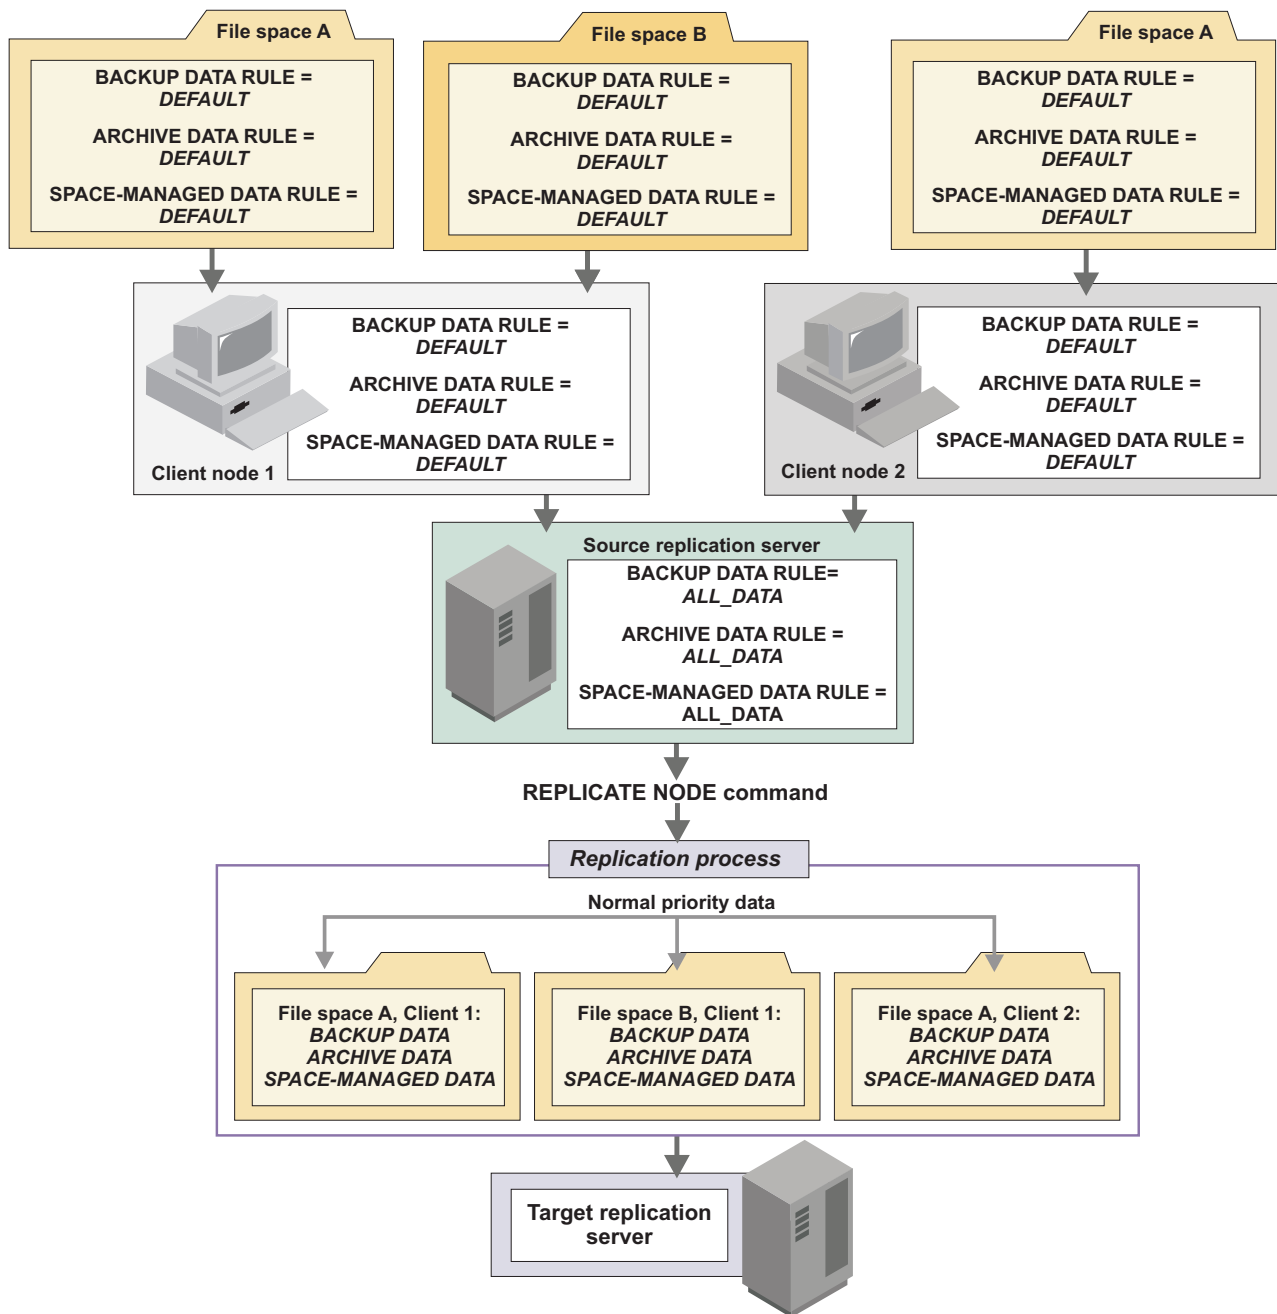 File space A
BACKUP DATA RULE =
DEFAULT
ARCHIVE DATA RULE =
DEFAULT
SPACE-MANAGED DATA RULE =
DEFAULT
File space B
BACKUP DATA RULE =
DEFAULT
ARCHIVE DATA RULE =
DEFAULT
SPACE-MANAGED DATA RULE =
DEFAULT
File space A
BACKUP DATA RULE =
DEFAULT
ARCHIVE DATA RULE =
DEFAULT
SPACE-MANAGED DATA RULE =
DEFAULT
BACKUP DATA RULE =
DEFAULT
ARCHIVE DATA RULE =
DEFAULT
SPACE-MANAGED DATA RULE =
DEFAULT
Client node 1
BACKUP DATA RULE =
DEFAULT
ARCHIVE DATA RULE =
DEFAULT
SPACE-MANAGED DATA RULE =
DEFAULT
Client node 2
Source replication server
BACKUP DATA RULE=
ALL_DATA
ARCHIVE DATA RULE =
ALL_DATA
SPACE-MANAGED DATA RULE =
ALL_DATA
REPLICATE NODE command
Replication process
Normal priority data
File space A, Client 1:
BACKUP DATA
ARCHIVE DATA
SPACE-MANAGED DATA
File space B, Client 1:
BACKUP DATA
ARCHIVE DATA
SPACE-MANAGED DATA
File space A, Client 2:
BACKUP DATA
ARCHIVE DATA
SPACE-MANAGED DATA
Target replication
server